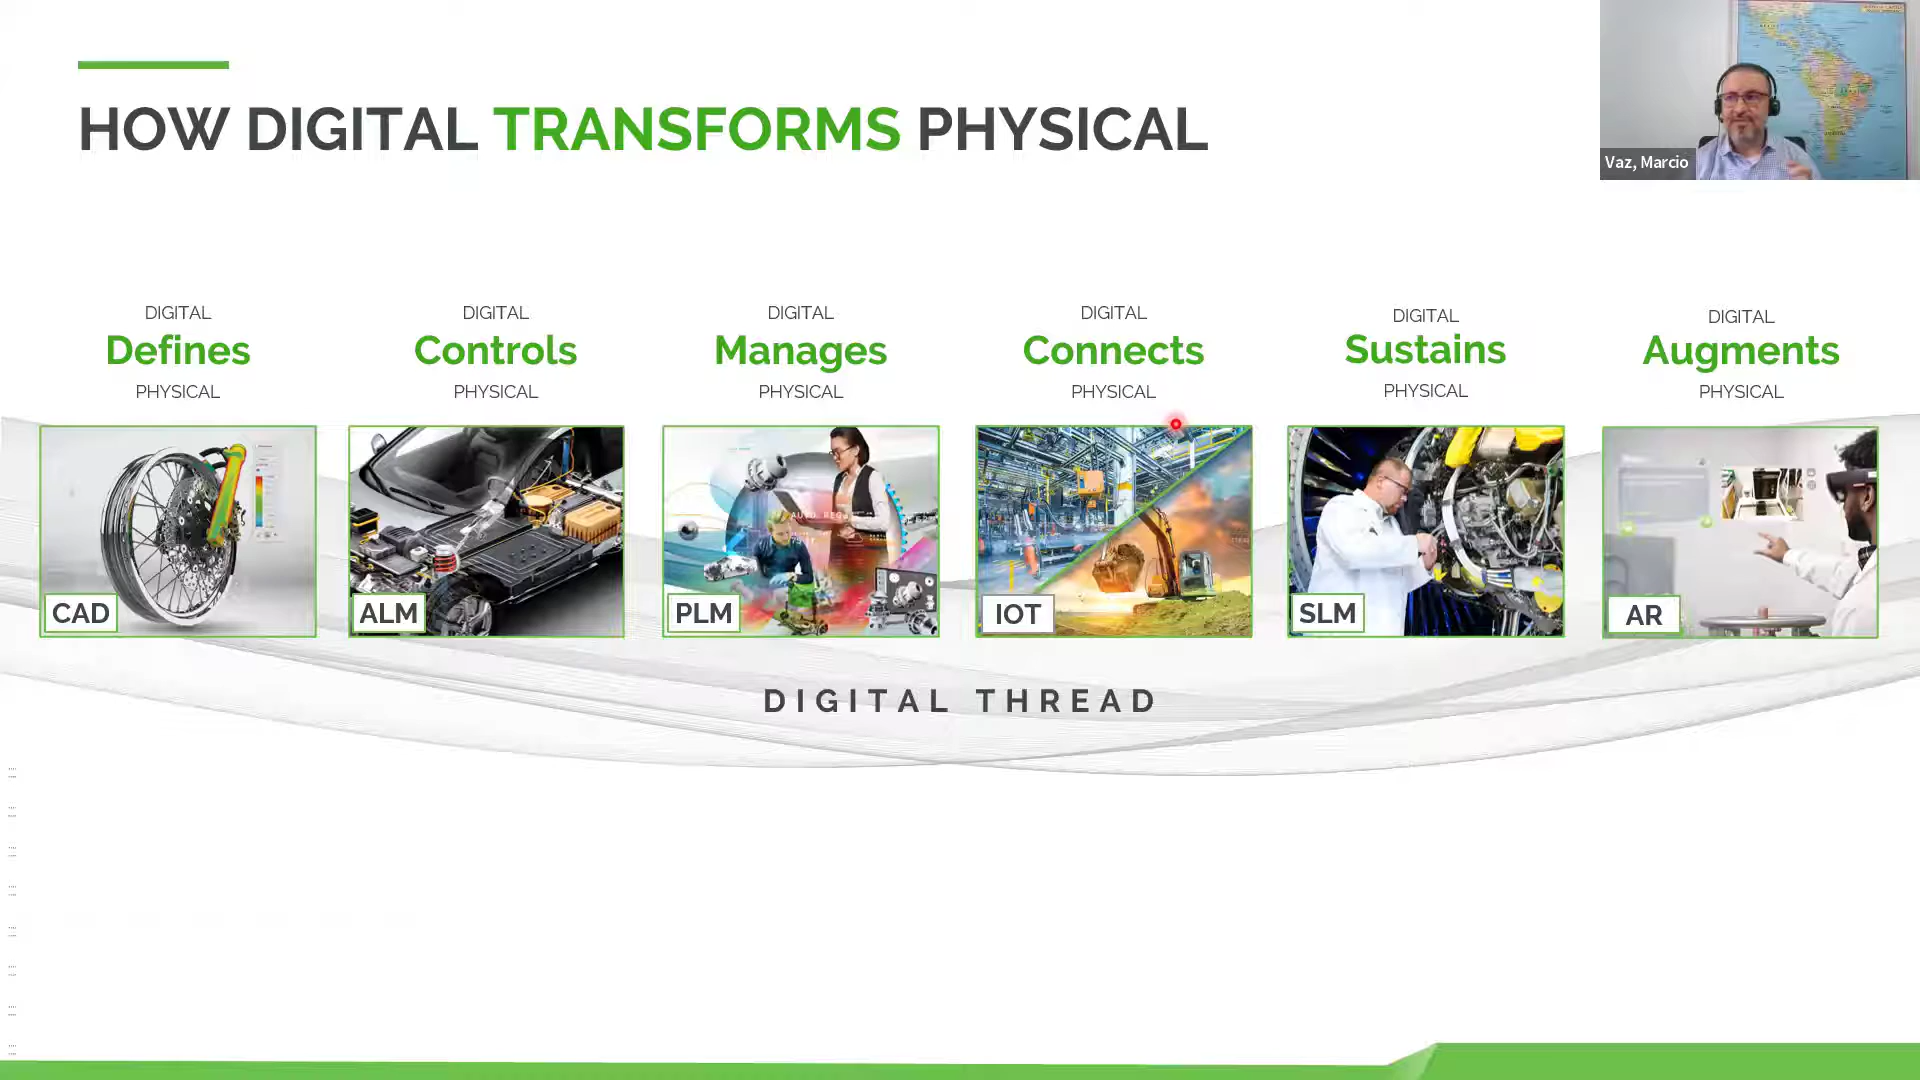 HOW DIGITAL TRANSFORMS PHYSICAL
Vaz, Marcio
DIGITAL
Defines
PHYSICAL
CAD
DIGITAL
Controls
PHYSICAL
ALM
DIGITAL
Manages
PHYSICAL
PLM
DIGITAL
Connects
PHYSICAL
IOT
DIGITAL
Sustains
PHYSICAL
SLM
DIGITAL
Augments
PHYSICAL
AR
DIGITAL THREAD